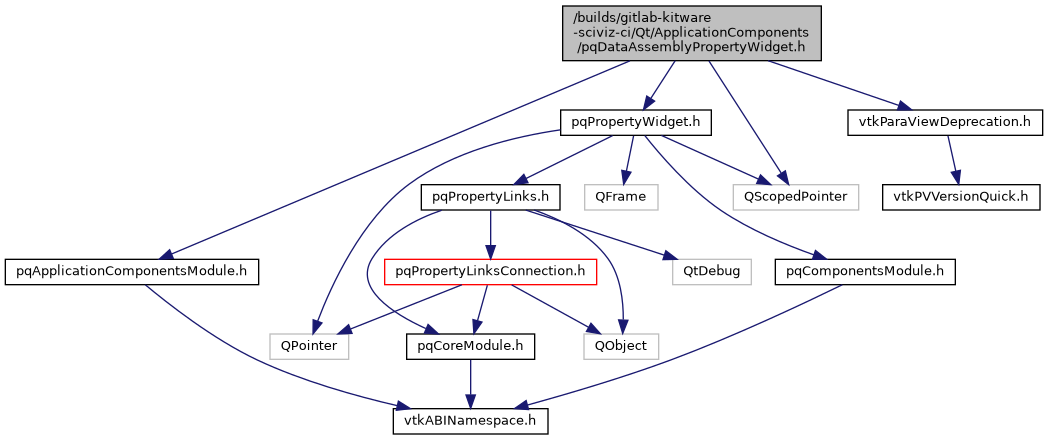 /builds/gitlab-kitware
-sciviz-ci/Qt/ApplicationComponents
/pqDataAssemblyPropertyWidget.h
pqPropertyWidget.h
vtkParaViewDeprecation.h
pqPropertyLinks.h
QFrame
QScopedPointer
vtkPVVersionQuick.h
pqApplicationComponentsModule.h
pqPropertyLinksConnection.h
QtDebug
pqComponentsModule.h
QPointer
pqCoreModule.h
QObject
vtkABINamespace.h